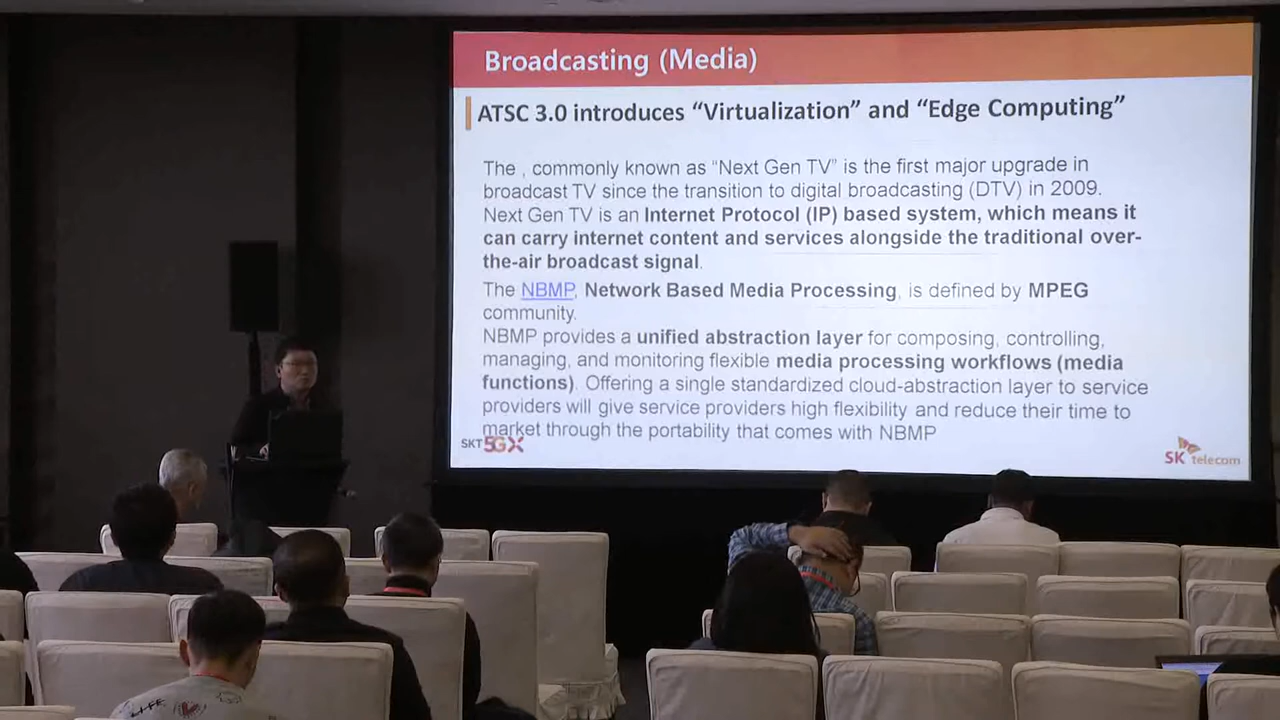 Broadcasting (Media)
ATSC 3.0 introduces “Virtualization” and “Edge Computing”
The , commonly known as “Next Gen TV” is the first major upgrade in
broadcast TV since the transition to digital broadcasting (DTV) in 2009.
Next Gen TV is an Internet Protocol (IP) based system, which means it
can carry internet content and services alongside the traditional over-
the-air broadcast signal.
The NBMP, Network Based Media Processing, is defined by MPEG
community.
NBMP provides a unified abstraction layer for composing, controlling,
managing, and monitoring flexible media processing workflows (media
functions). Offering a single standardized cloud-abstraction layer to service
providers will give service providers high flexibility and reduce their time to
market through the portability that comes with NBMP
SKT 5GX
SK telecom
LIFE